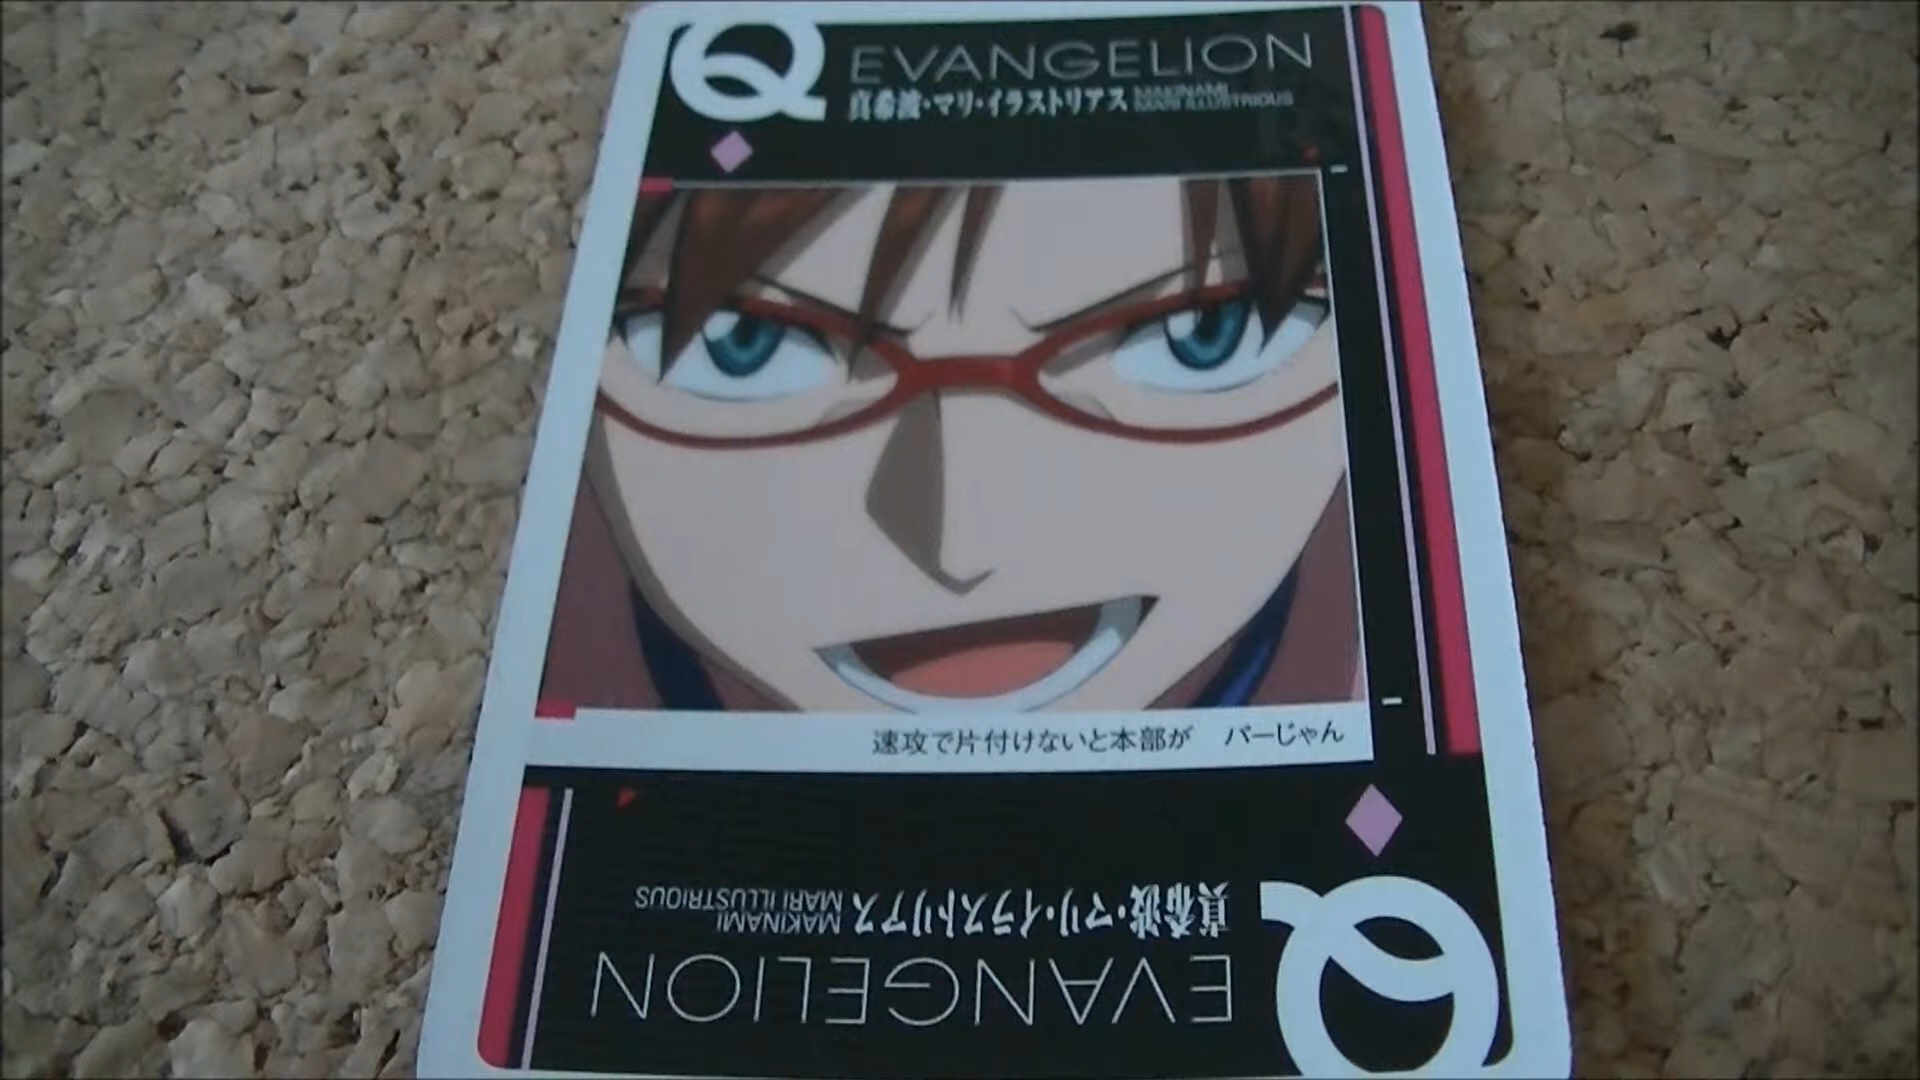 Q
EVANGELION
真希波・マリ・イラストリアス
MAKINAMI
MARI ILLUSTRIOUS
速攻で片付けないと本部が パーじゃん
Q
EVANGELION
真希波・マリ・イラストリアス
MAKINAMI
MARI ILLUSTRIOUS